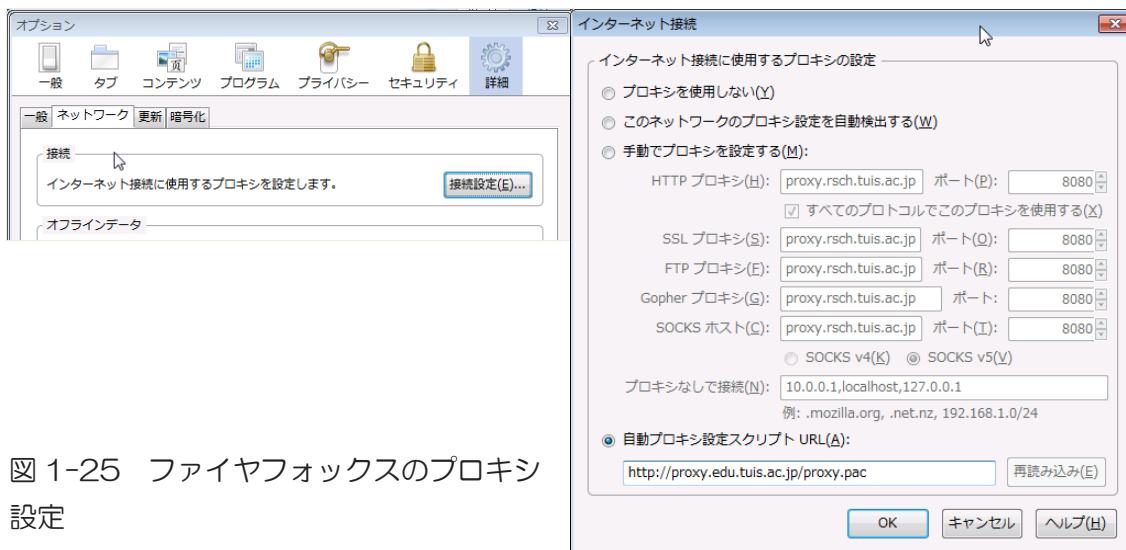 オプション
一般 タブ コンテンツ プログラム プライバシー セキュリティ 詳細
一般 ネットワーク 更新 暗号化
接続
インターネット接続に使用するプロキシを設定します。 接続設定(E)...
オフラインデータ
図 1-25 ファイヤフォックスのプロキシ
設定
インターネット接続
インターネット接続に使用するプロキシの設定
プロキシを使用しない(Y)
このネットワークのプロキシ設定を自動検出する(W)
手動でプロキシを設定する(M):
HTTP プロキシ(H): proxy.rsch.tuis.ac.jp ポート(P): 8080
すべてのプロトコルでこのプロキシを使用する(X)
SSL プロキシ(S): proxy.rsch.tuis.ac.jp ポート(O): 8080
FTP プロキシ(F): proxy.rsch.tuis.ac.jp ポート(R): 8080
Gopher プロキシ(G): proxy.rsch.tuis.ac.jp ポート: 8080
SOCKS ホスト(C): proxy.rsch.tuis.ac.jp ポート(T): 8080
SOCKS v4(K) SOCKS v5(V)
プロキシなしで接続(N): 10.0.0.1,localhost,127.0.0.1
例: .mozilla.org, .net.nz, 192.168.1.0/24
自動プロキシ設定スクリプト URL(A):
http://proxy.edu.tuis.ac.jp/proxy.pac 再読み込み(E)
OK キャンセル ヘルプ(H)